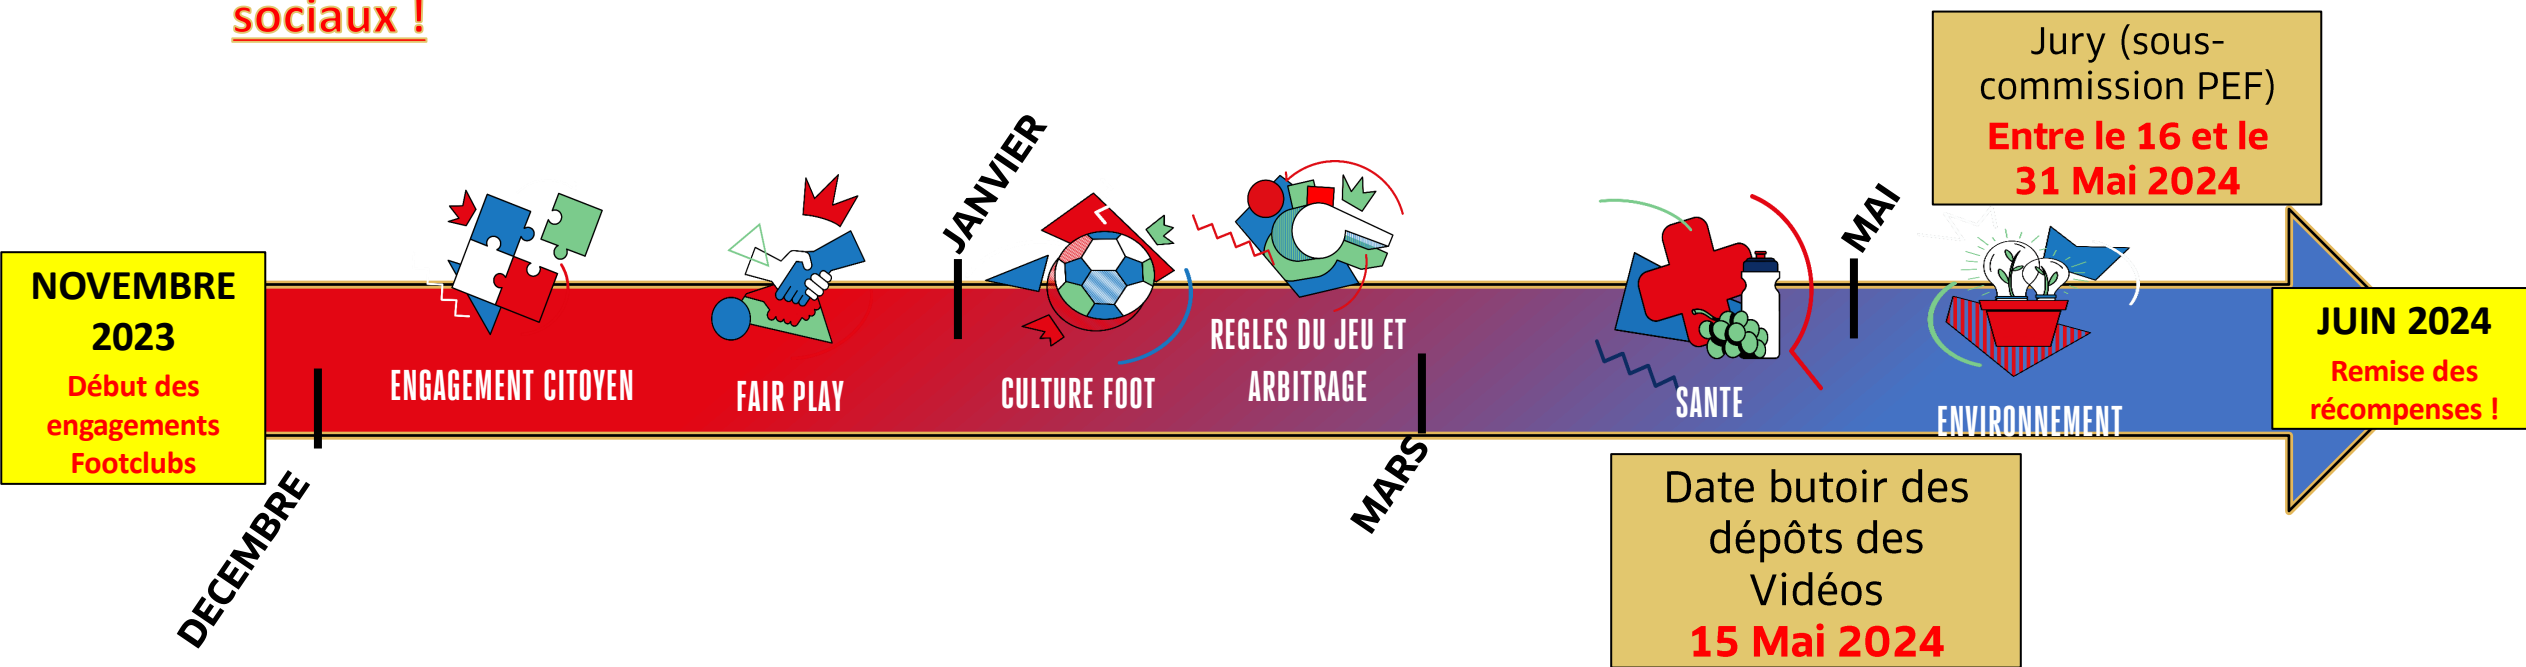 sociaux !
Jury (sous-
commission PEF)
Entre le 16 et le
31 Mai 2024
JANVIER
MAI
NOVEMBRE
2023
Début des
engagements
Footclubs
ENGAGEMENT CITOYEN
FAIR PLAY
CULTURE FOOT
REGLES DU JEU ET
ARBITRAGE
SANTE
ENVIRONNEMENT
JUIN 2024
Remise des
récompenses !
DECEMBRE
MARS
Date butoir des
dépôts des
Vidéos
15 Mai 2024